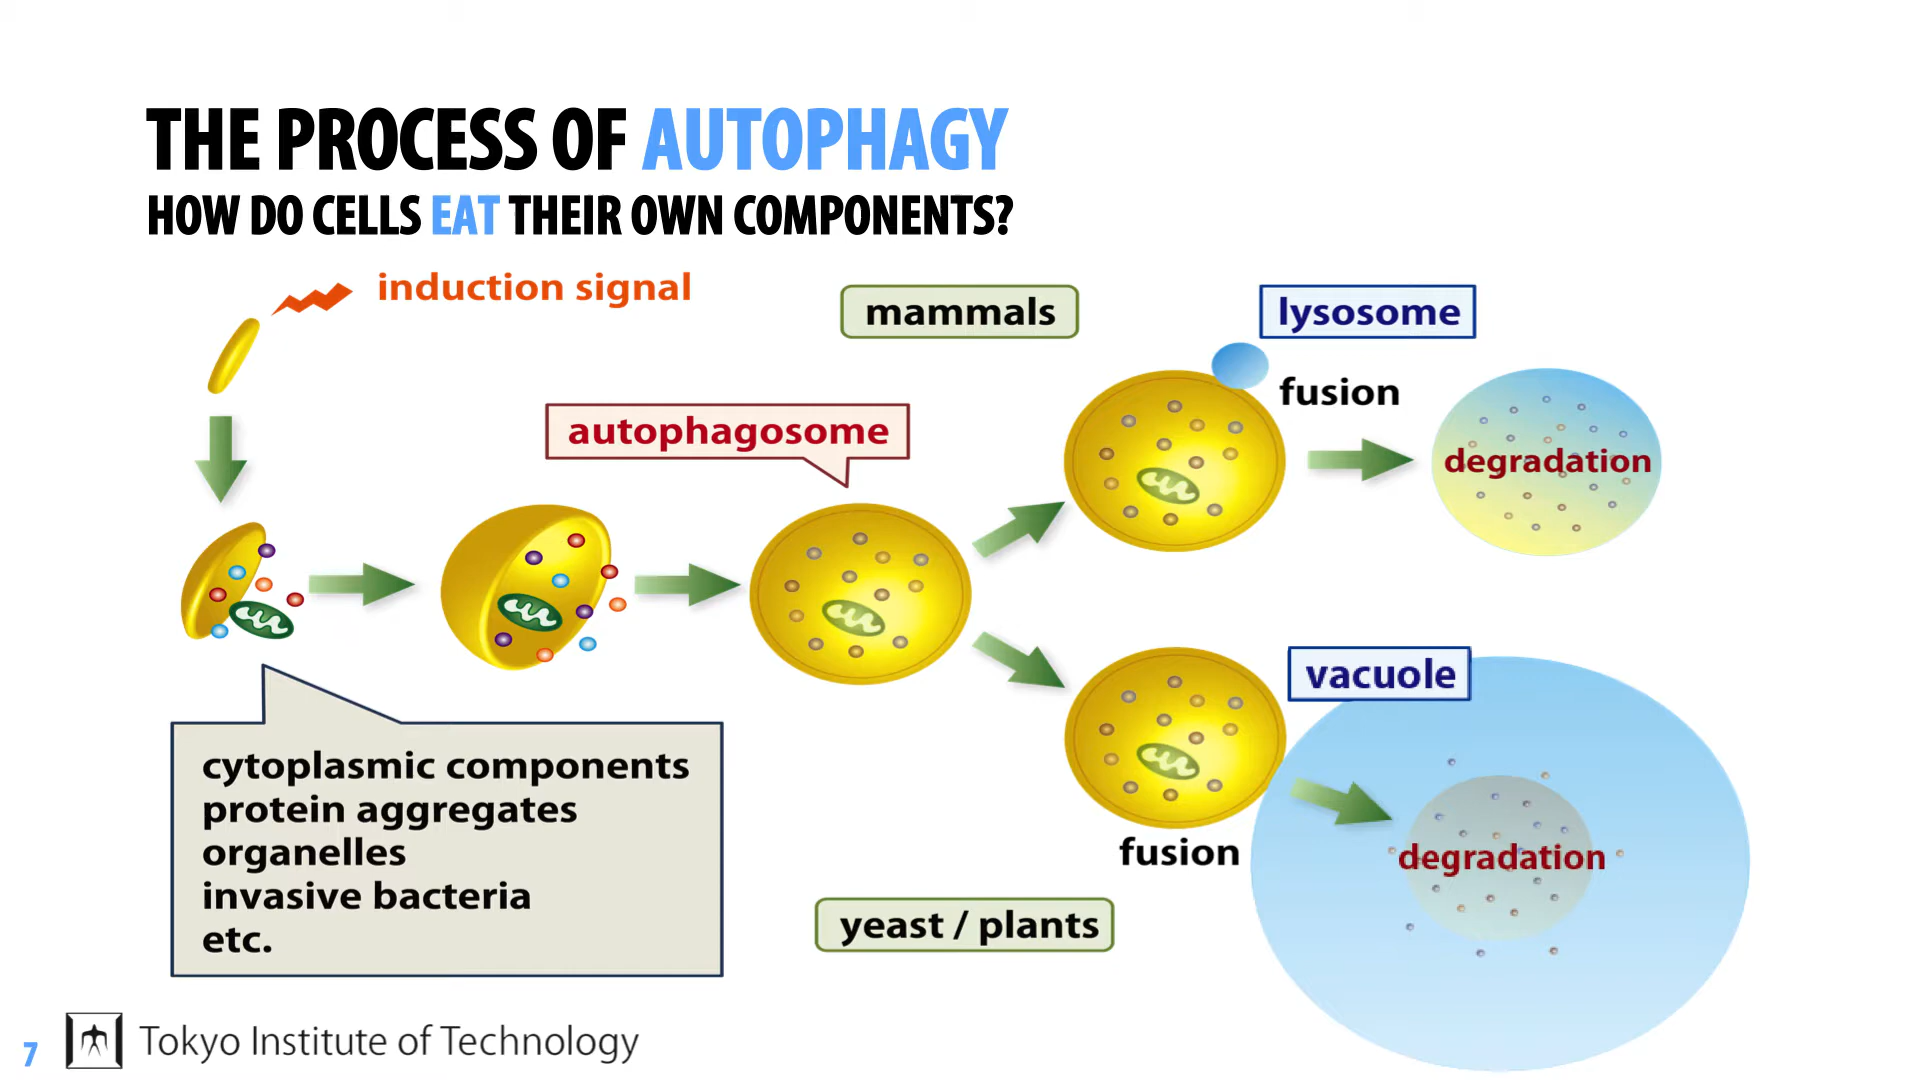 THE PROCESS OF AUTOPHAGY
HOW DO CELLS EAT THEIR OWN COMPONENTS?
induction signal
mammals
lysosome
fusion
degradation
autophagosome
vacuole
degradation
fusion
yeast / plants
cytoplasmic components
protein aggregates
organelles
invasive bacteria
etc.
7
Tokyo Institute of Technology